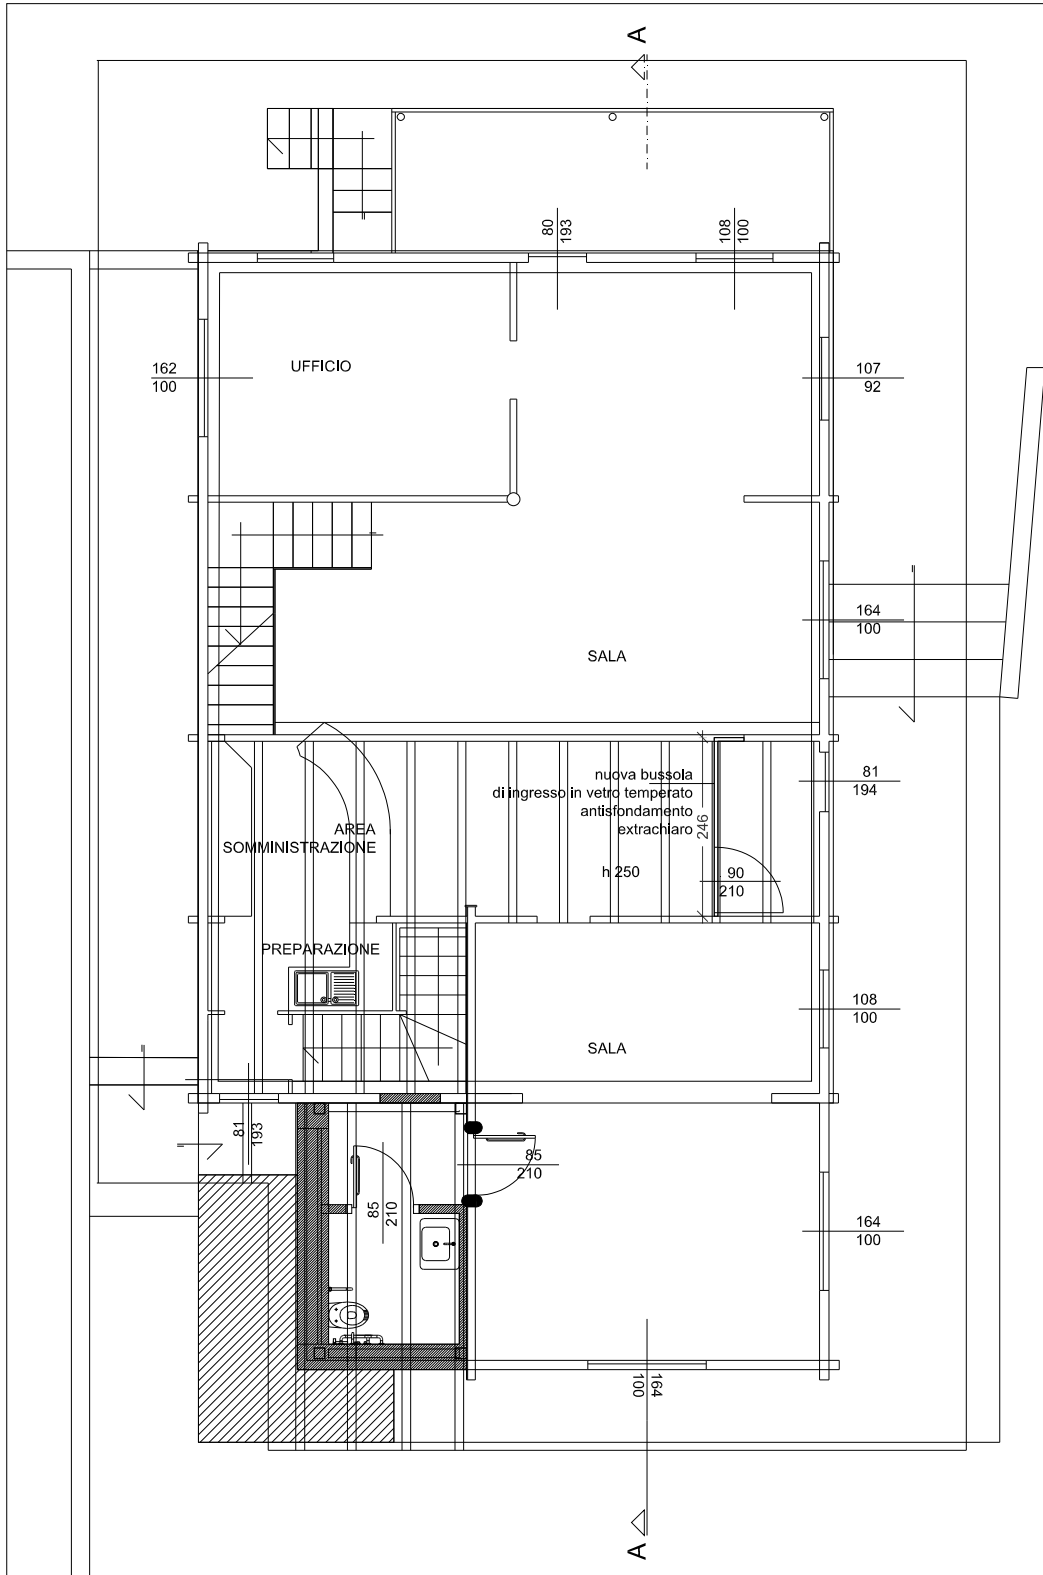 A
80
193
108
100
162
100
UFFICIO
107
92
164
100
SALA
nuova bussola
di ingresso in vetro temperato
antisfondamento
extrachiaro
246
81
194
AREA
SOMMINISTRAZIONE
h 250
90
210
PREPARAZIONE
108
100
SALA
81
193
85
210
85
210
164
100
164
100
A